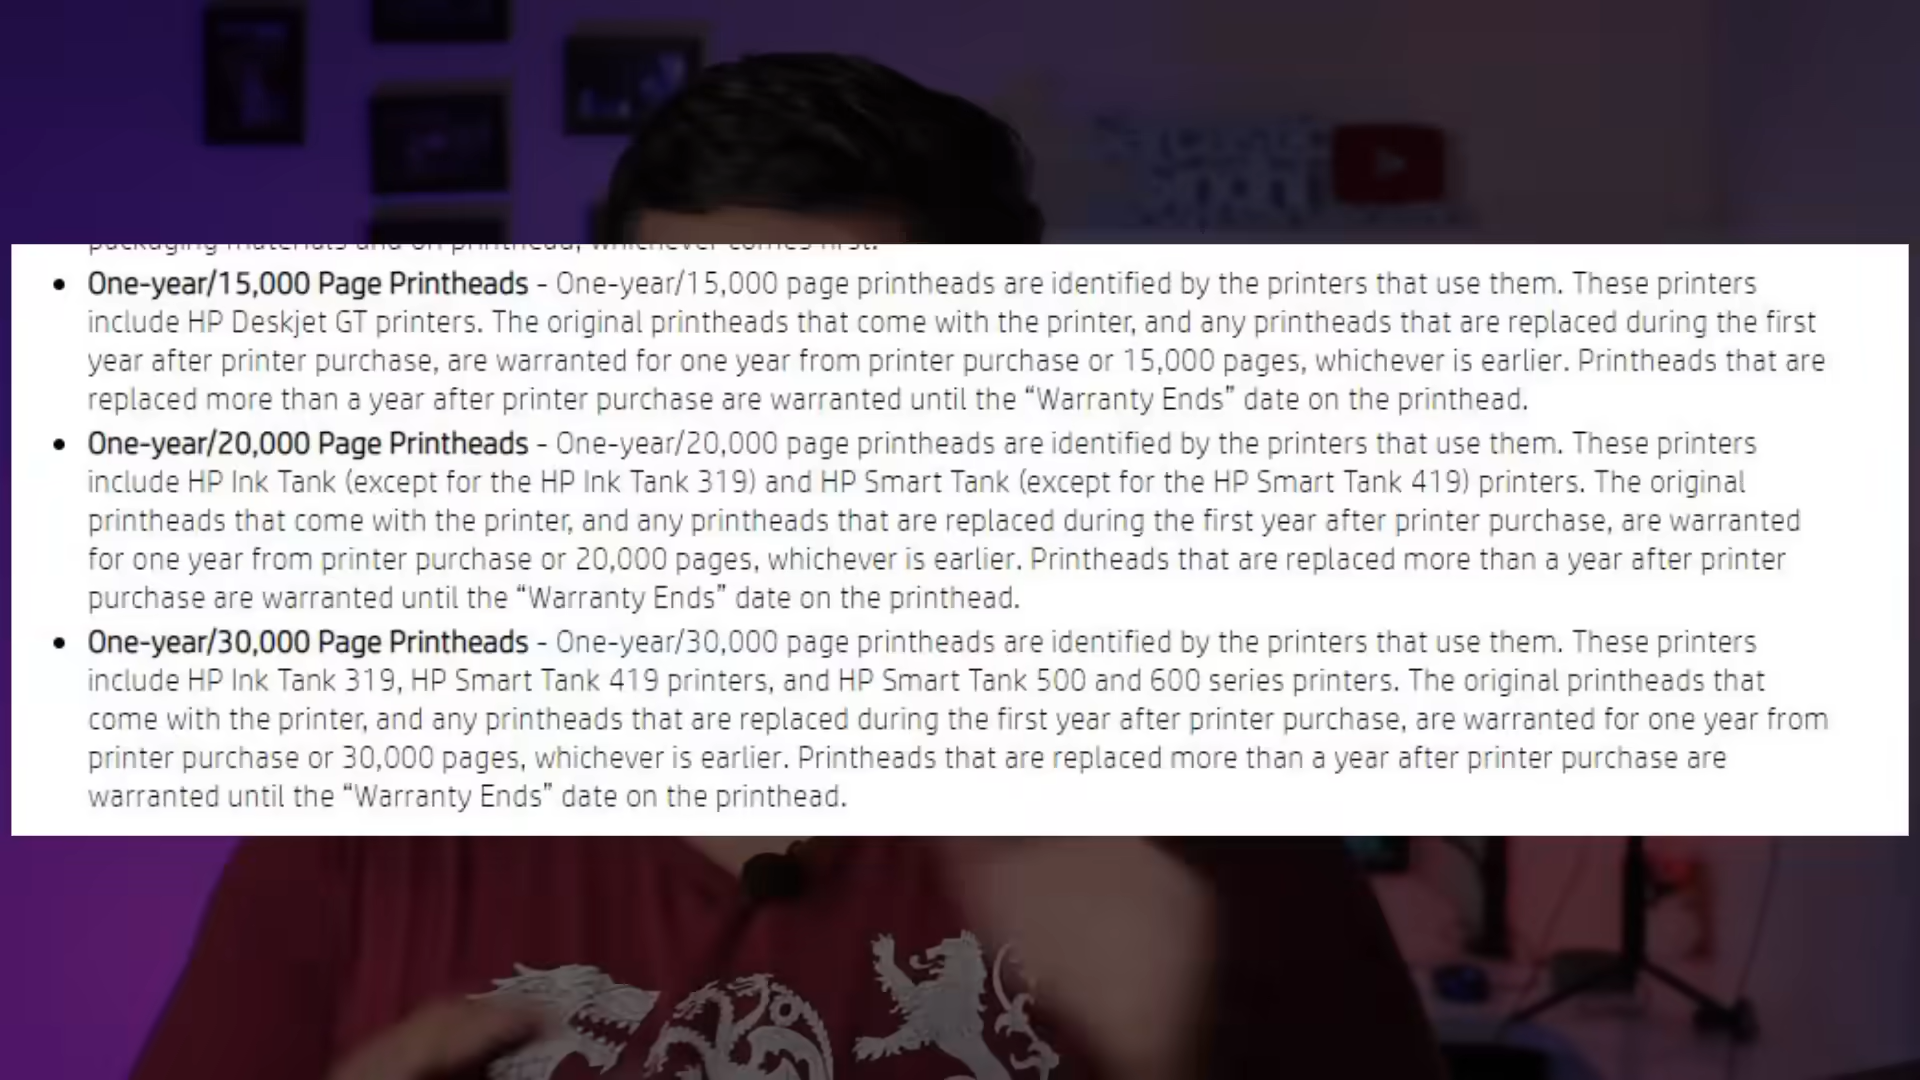 packaging materials and on printhead, whichever comes first.
One-year/15,000 Page Printheads - One-year/15,000 page printheads are identified by the printers that use them. These printers
include HP Deskjet GT printers. The original printheads that come with the printer, and any printheads that are replaced during the first
year after printer purchase, are warranted for one year from printer purchase or 15,000 pages, whichever is earlier. Printheads that are
replaced more than a year after printer purchase are warranted until the “Warranty Ends” date on the printhead.
One-year/20,000 Page Printheads - One-year/20,000 page printheads are identified by the printers that use them. These printers
include HP Ink Tank (except for the HP Ink Tank 319) and HP Smart Tank (except for the HP Smart Tank 419) printers. The original
printheads that come with the printer, and any printheads that are replaced during the first year after printer purchase, are warranted
for one year from printer purchase or 20,000 pages, whichever is earlier. Printheads that are replaced more than a year after printer
purchase are warranted until the “Warranty Ends” date on the printhead.
One-year/30,000 Page Printheads - One-year/30,000 page printheads are identified by the printers that use them. These printers
include HP Ink Tank 319, HP Smart Tank 419 printers, and HP Smart Tank 500 and 600 series printers. The original printheads that
come with the printer, and any printheads that are replaced during the first year after printer purchase, are warranted for one year from
printer purchase or 30,000 pages, whichever is earlier. Printheads that are replaced more than a year after printer purchase are
warranted until the “Warranty Ends” date on the printhead.